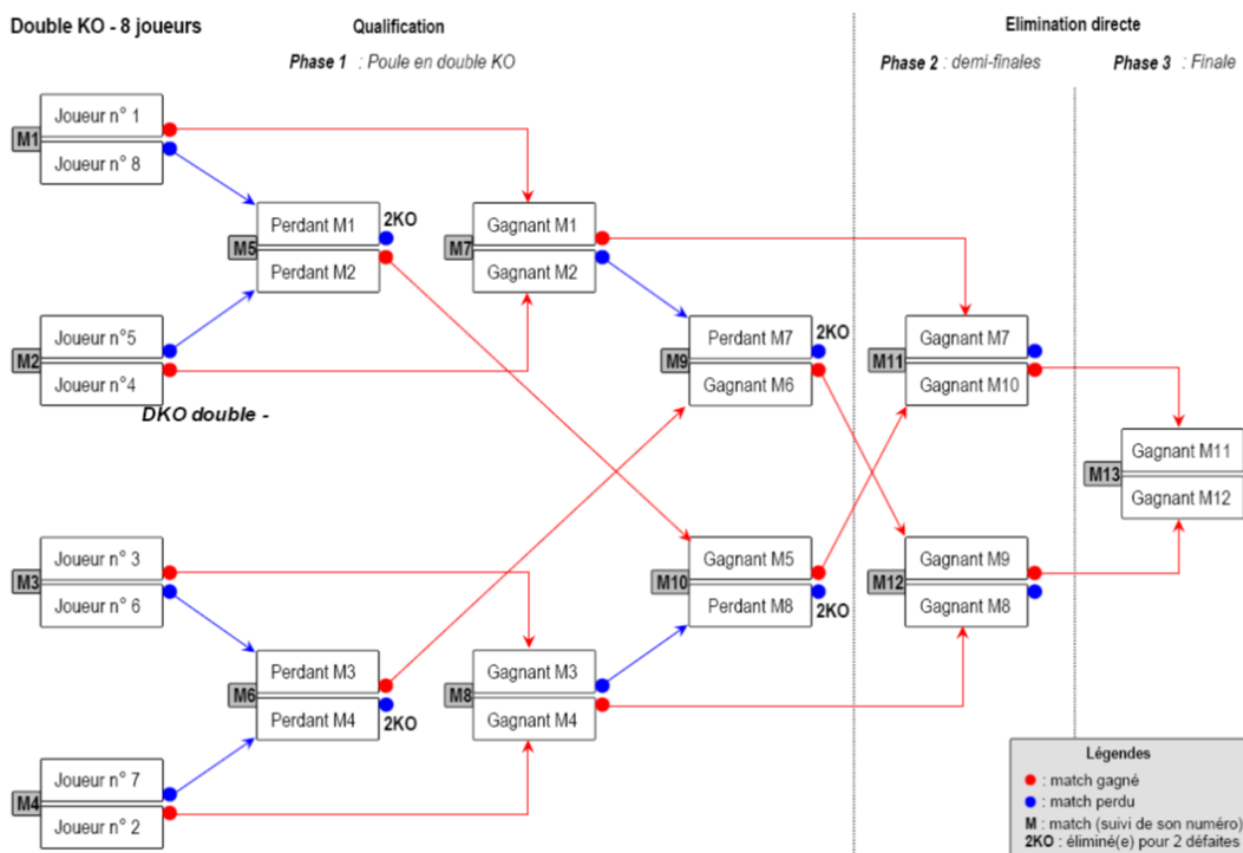 Double KO - 8 joueurs
Qualification
Elimination directe
Phase 1 : Poule en double KO
Phase 2 : demi-finales
Phase 3 : Finale
M1
Joueur n° 1
Joueur n° 8
M5
Perdant M1
Perdant M2
2KO
M7
Gagnant M1
Gagnant M2
M2
Joueur n°5
Joueur n°4
DKO double -
M9
Perdant M7
Gagnant M6
2KO
M11
Gagnant M7
Gagnant M10
M13
Gagnant M11
Gagnant M12
M3
Joueur n° 3
Joueur n° 6
M10
Gagnant M5
Perdant M8
2KO
M12
Gagnant M9
Gagnant M8
M6
Perdant M3
Perdant M4
2KO
M8
Gagnant M3
Gagnant M4
M4
Joueur n° 7
Joueur n° 2
Légendes
: match gagné
: match perdu
M : match (suivi de son numéro)
2KO : éliminé(e) pour 2 défaites